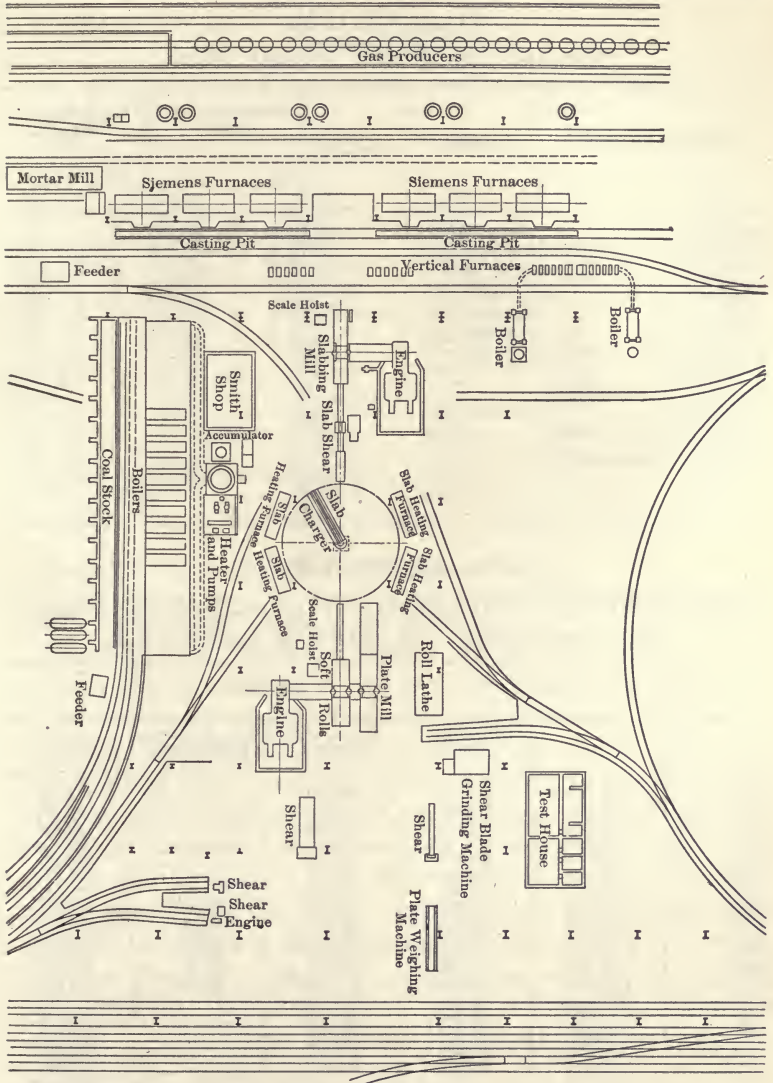 Gas Producers
Mortar Mill
Siemens Furnaces
Siemens Furnaces
Casting Pit
Casting Pit
Feeder
Vertical Furnaces
Scale Hoist
Slabbing
Mill
Engine
Boiler
Boiler
Smith
Shop
Slab Shear
Accumulator
Coal Stock
Boilers
Heater
and Pumps
Heating Furnace
Slab
Slab
Charger
Slab Heating
Furnace
Slab
Heating Furnace
Slab Heating
Furnace
Scale Hoist
Soft
Rolls
Plate Mill
Roll Lathe
Feeder
Engine
Shear
Shear
Shear Blade
Grinding Machine
Test House
Shear
Shear
Engine
Plate Weighing
Machine